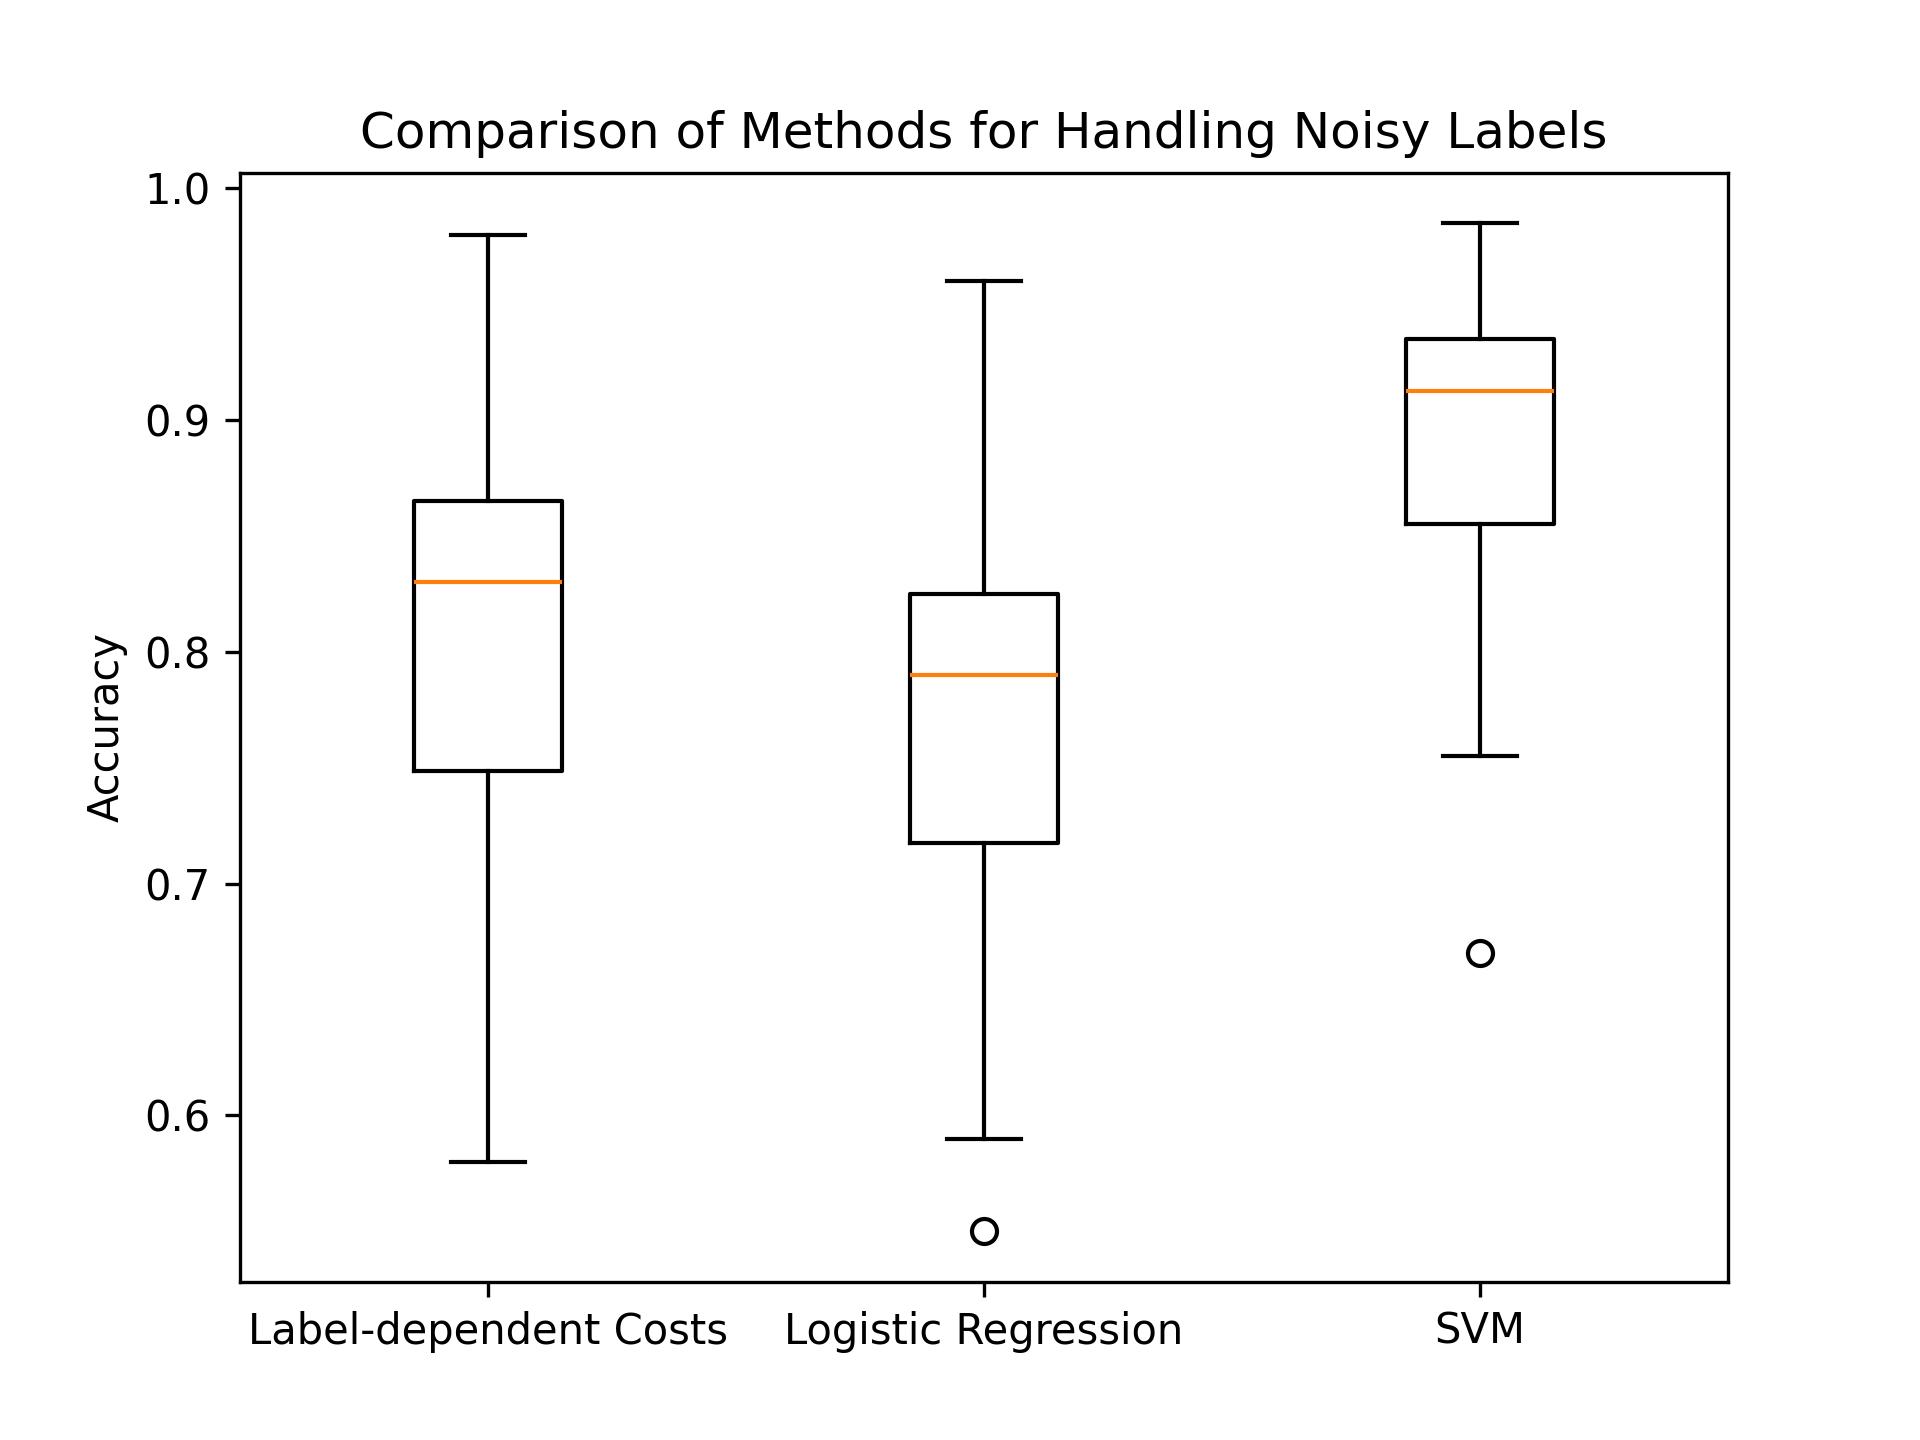 Comparison of Methods for Handling Noisy Labels
1.0
0.9
0.8
0.7
0.6
Accuracy
Label-dependent Costs
Logistic Regression
SVM